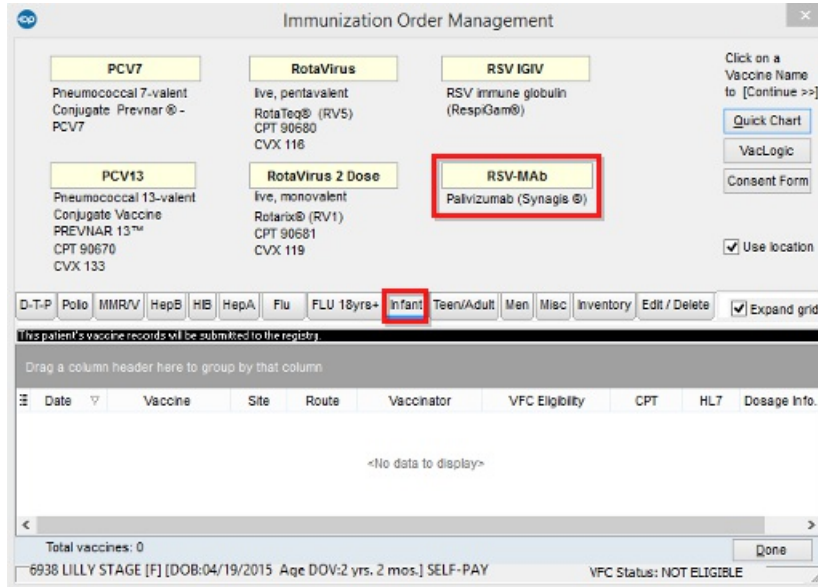 Immunization Order Management
PCV7
Pneumococcal 7-valent
Conjugate Prevnar ® -
PCV7
RotaVirus
live, pentavalent
RotaTeq® (RV5)
CPT 90680
CVX 116
RSV IGIV
RSV immune globulin
(RespiGam®)
Click on a
Vaccine Name
to [Continue >>]
Quick Chart
VacLogic
Consent Form
PCV13
Pneumococcal 13-valent
Conjugate Vaccine
PREVNAR 13™
CPT 90670
CVX 133
RotaVirus 2 Dose
live, monovalent
Rotarix® (RV1)
CPT 90681
CVX 119
RSV-MAb
Palivizumab (Synagis ®)
Use location
D-T-P Polio MMR/V HepB HIB HepA Flu FLU 18yrs+ Infant Teen/Adult Men Misc Inventory Edit / Delete Expand grid
This patient's vaccine records will be submitted to the registry.
Drag a column header here to group by that column
Date Vaccine Site Route Vaccinator VFC Eligibility CPT HL7 Dosage Info.
<No data to display>
Total vaccines: 0
Done
6938 LILLY STAGE [F] [DOB:04/19/2015 Age DOV:2 yrs. 2 mos.] SELF-PAY VFC Status: NOT ELIGIBLE